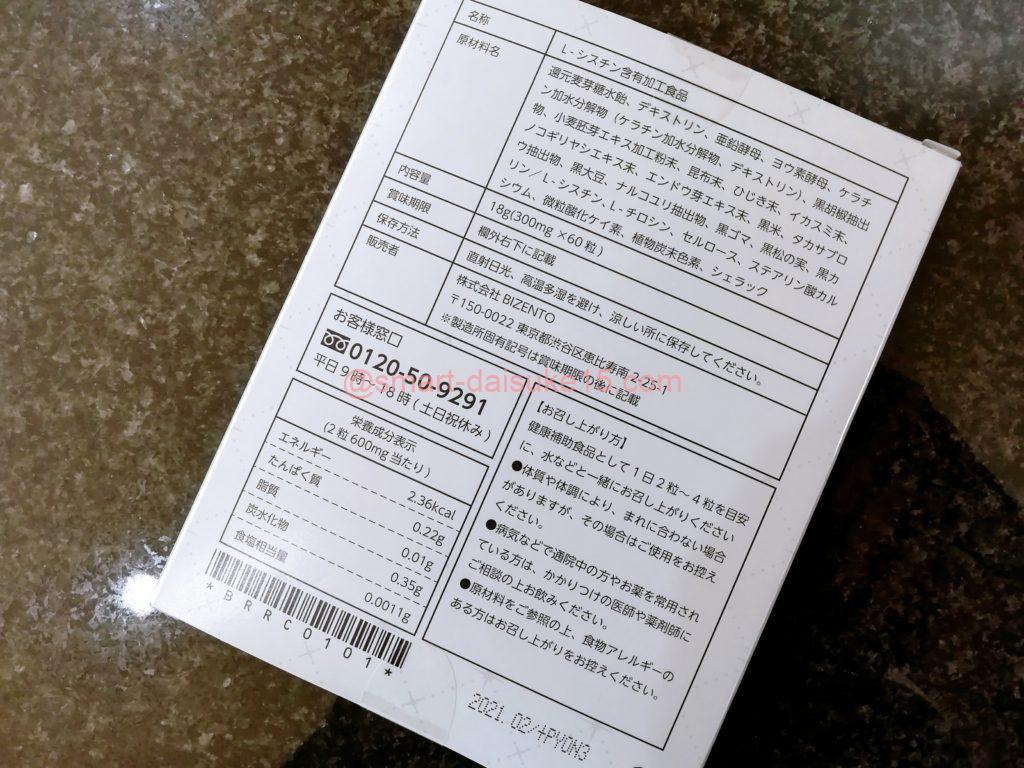 名称
L-シスチン含有加工食品
原材料名
還元麦芽糖水飴、デキストリン、亜鉛酵母、ヨウ素酵母、ケラチ
ン加水分解物（ケラチン加水分解物、デキストリン）、黒胡椒抽出
物、小麦胚芽エキス加工粉末、昆布末、ひじき末、イカスミ末、
ノコギリヤシエキス末、エンドウ芽エキス末、黒米、タカサブロ
ウ抽出物、黒大豆、ナルコユリ抽出物、黒ゴマ、黒松の実、黒カ
リン／L-シスチン、L-チロシン、セルロース、ステアリン酸カル
シウム、微粒酸化ケイ素、植物炭末色素、シェラック
内容量
18g(300mg×60粒)
賞味期限
欄外右下に記載
保存方法
直射日光、高温多湿を避け、涼しい所に保存してください。
販売者
株式会社 BIZENTO
〒150-0022 東京都渋谷区恵比寿南 2-25-1
※製造所固有記号は賞味期限の後に記載
お客様窓口
0120-50-9291
平日9時〜18時(土日祝休み)
栄養成分表示
(2粒600mg当たり)
エネルギー 2.36kcal
たんぱく質 0.22g
脂質 0.01g
炭水化物 0.35g
食塩相当量 0.0011g
*BRRC0101*
【お召し上がり方】
健康補助食品として1日2粒〜4粒を目安
に、水などと一緒にお召し上がりください
●体質や体調により、まれに合わない場合
がありますが、その場合はご使用をお控え
ください。
●病気などで通院中の方やお薬を常用され
ている方は、かかりつけの医師や薬剤師に
ご相談の上お飲みください。
●原材料をご参照の上、食物アレルギーの
ある方はお召し上がりをお控えください。
2021.02/+PYON3
@smart-daisuke15.com